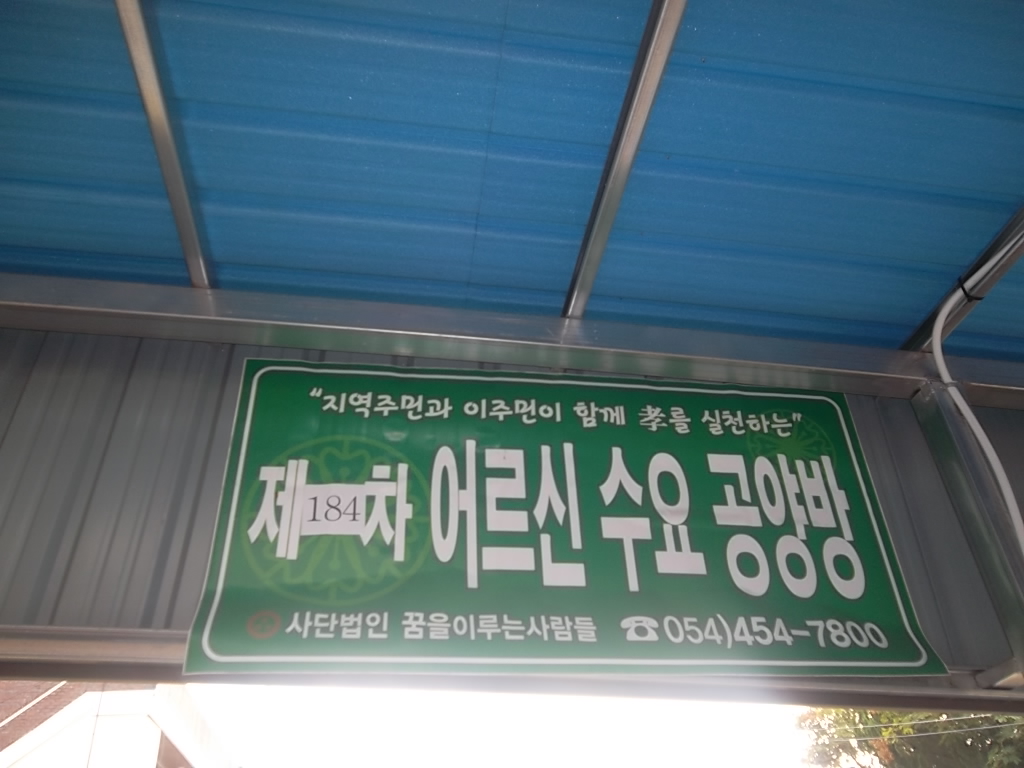 “지역주민과 이주민이 함께 孝를 실천하는”
제184차 어르신 수요 공양방
사단법인 꿈을이루는사람들 ☎054)454-7800